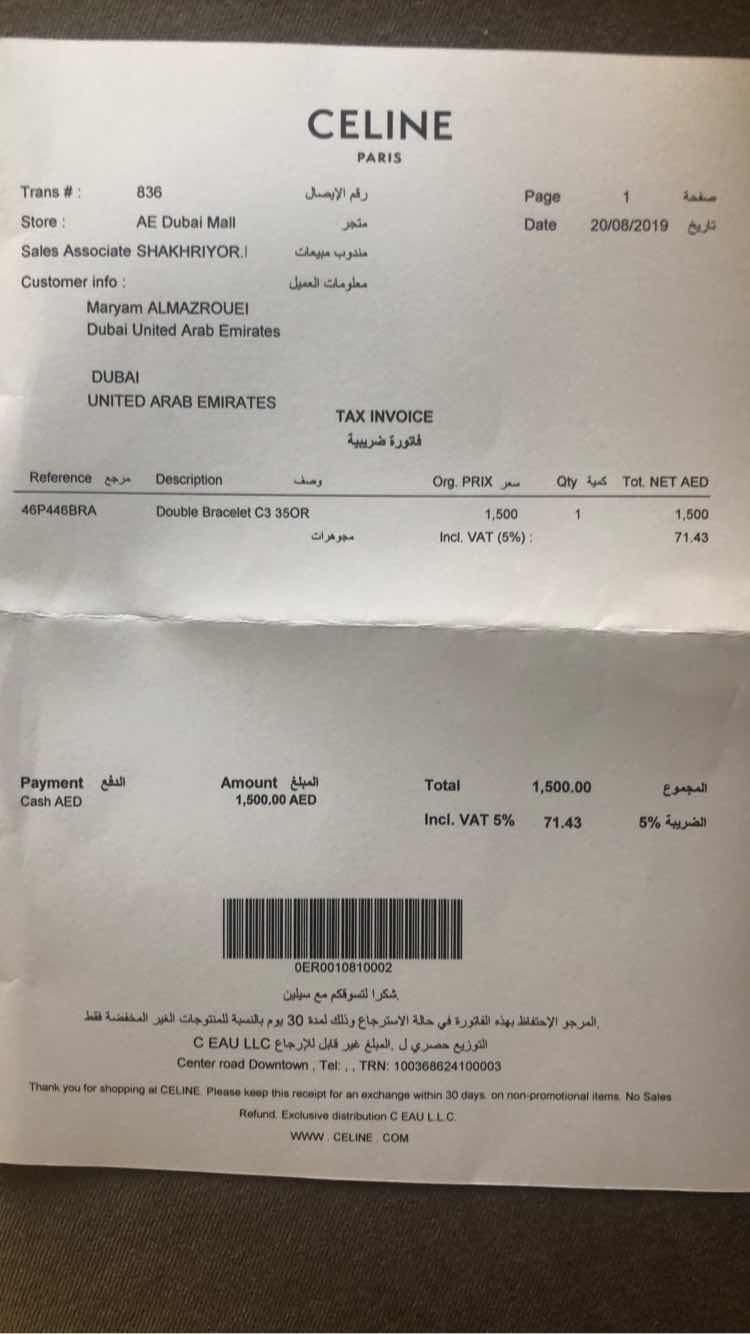 CELINE
PARIS
Trans # : 836 رقم الإيصال Page 1 صفحة
Store : AE Dubai Mall متجر Date 20/08/2019 تاريخ
Sales Associate SHAKHRIYOR.I مندوب مبيعات
Customer info : معلومات العميل
Maryam ALMAZROUEI
Dubai United Arab Emirates
DUBAI
UNITED ARAB EMIRATES
TAX INVOICE
فاتورة ضريبية
Reference مرجع Description وصف Org. PRIX سعر Qty كمية Tot. NET AED
46P446BRA Double Bracelet C3 35OR 1,500 1 1,500
مجوهرات Incl. VAT (5%) : 71.43
Payment الدفع Amount المبلغ Total 1,500.00 المجموع
Cash AED 1,500.00 AED
Incl. VAT 5% 71.43 الضريبة 5%
0ER0010810002
شكرا لتسوقكم مع سيلين.
المرجو الإحتفاظ بهذه الفاتورة في حالة الاسترجاع وذلك لمدة 30 يوم بالنسبة للمنتوجات الغير المخفضة فقط.
التوزيع حصري ل .المبلغ غير قابل للإرجاع C EAU LLC
Center road Downtown , Tel: , , TRN: 100368624100003
Thank you for shopping at CELINE. Please keep this receipt for an exchange within 30 days. on non-promotional items. No Sales
Refund. Exclusive distribution C EAU L.L.C.
WWW . CELINE . COM